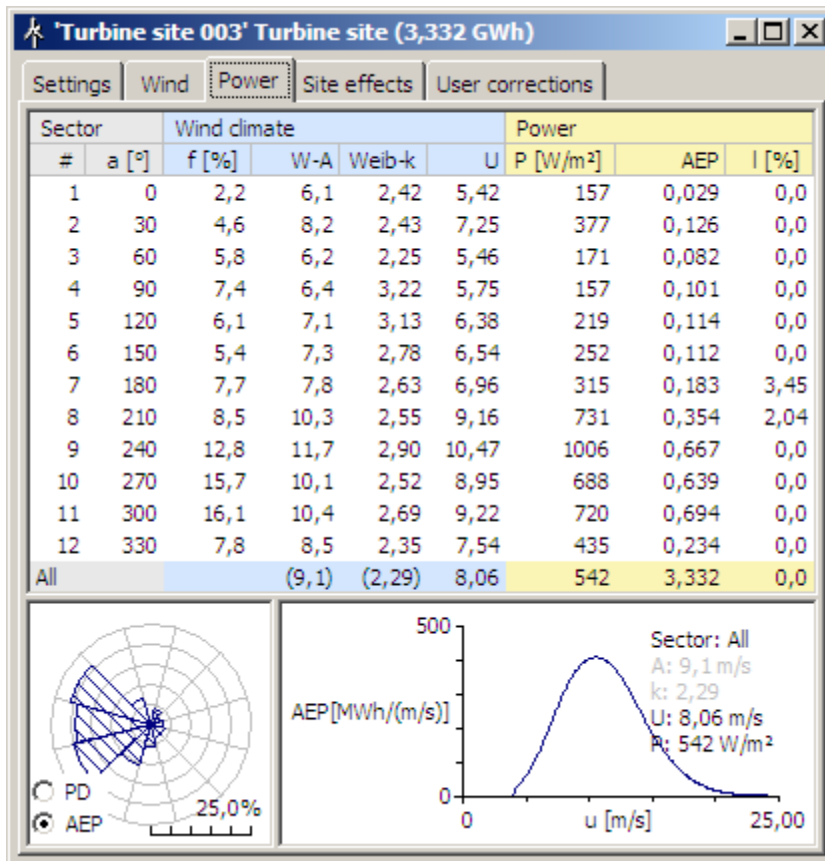 'Turbine site 003' Turbine site (3,332 GWh)
Settings Wind Power Site effects User corrections
Sector Wind climate Power
# a [°] f [%] W-A Weib-k U P [W/m²] AEP l [%]
1 0 2,2 6,1 2,42 5,42 157 0,029 0,0
2 30 4,6 8,2 2,43 7,25 377 0,126 0,0
3 60 5,8 6,2 2,25 5,46 171 0,082 0,0
4 90 7,4 6,4 3,22 5,75 157 0,101 0,0
5 120 6,1 7,1 3,13 6,38 219 0,114 0,0
6 150 5,4 7,3 2,78 6,54 252 0,112 0,0
7 180 7,7 7,8 2,63 6,96 315 0,183 3,45
8 210 8,5 10,3 2,55 9,16 731 0,354 2,04
9 240 12,8 11,7 2,90 10,47 1006 0,667 0,0
10 270 15,7 10,1 2,52 8,95 688 0,639 0,0
11 300 16,1 10,4 2,69 9,22 720 0,694 0,0
12 330 7,8 8,5 2,35 7,54 435 0,234 0,0
All (9,1) (2,29) 8,06 542 3,332 0,0
PD
AEP
25,0%
500
AEP[MWh/(m/s)]
0
0 u [m/s] 25,00
Sector: All
A: 9,1 m/s
k: 2,29
U: 8,06 m/s
P: 542 W/m²